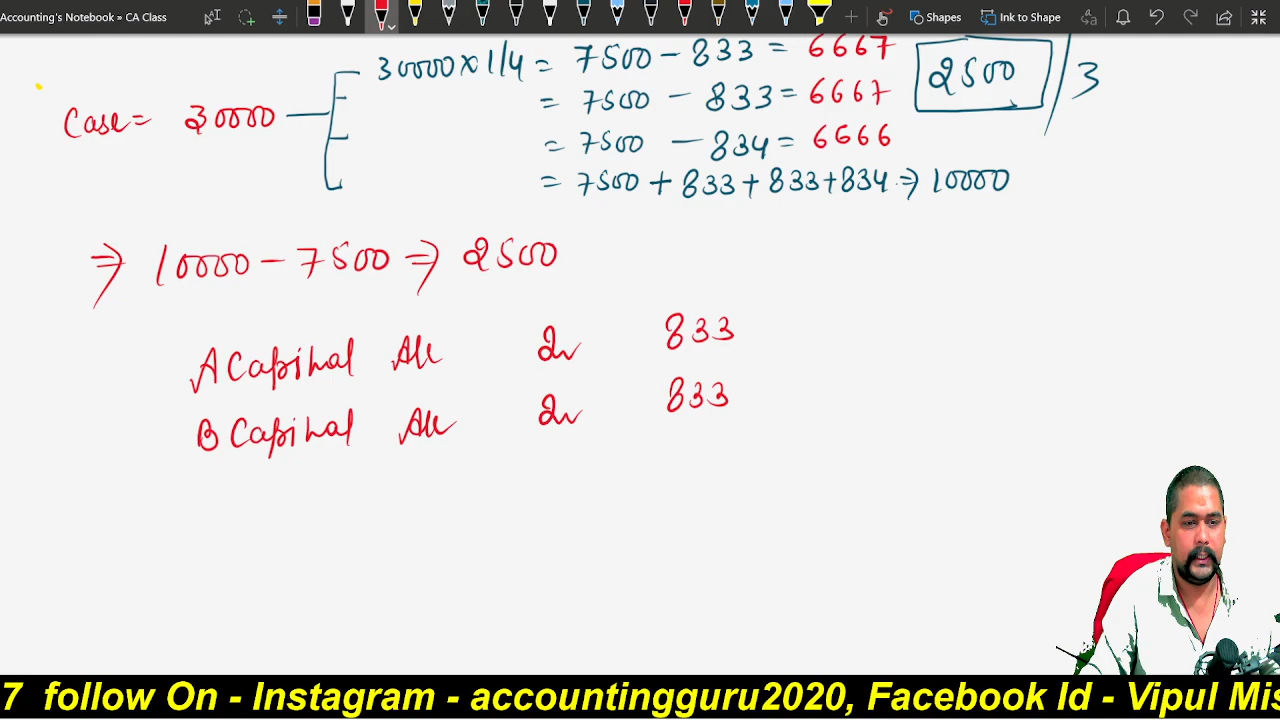 Accounting's Notebook » CA Class
Shapes
Ink to Shape
30000 x 1/4 = 7500 - 833 = 6667
2500 / 3
Case = 30000
= 7500 - 833 = 6667
= 7500 - 834 = 6666
= 7500 + 833 + 833 + 834 ⇒ 10000
⇒ 10000 - 7500 ⇒ 2500
A Capital A/c Dr 833
B Capital A/c Dr 833
7 follow On - Instagram - accountingguru2020, Facebook Id - Vipul Mis